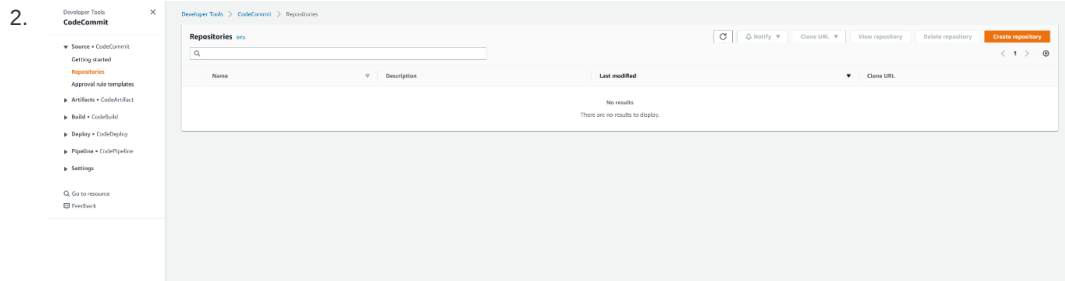 2.
Developer Tools
CodeCommit
Source • CodeCommit
Getting started
Repositories
Approval rule templates
Artifacts • CodeArtifact
Build • CodeBuild
Deploy • CodeDeploy
Pipeline • CodePipeline
Settings
Go to resource
Feedback
Developer Tools > CodeCommit > Repositories
Repositories Info
Notify
Clone URL
View repository
Delete repository
Create repository
1
Name Description Last modified Clone URL
No results
There are no results to display.